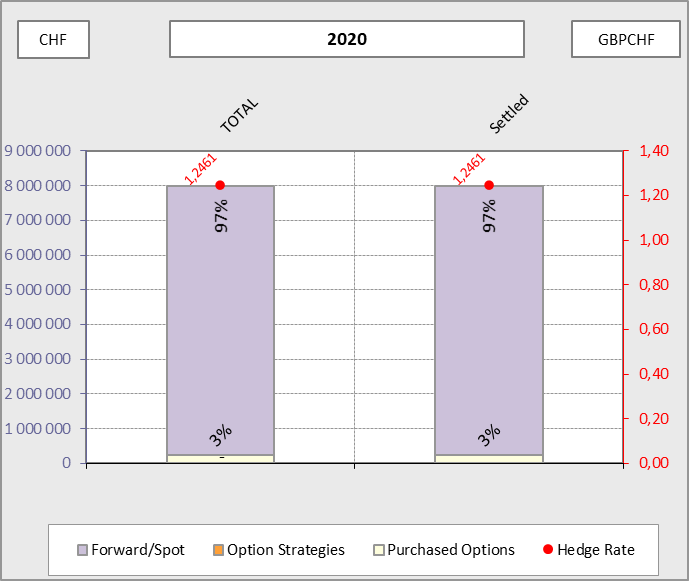 CHF
2020
GBPCHF
TOTAL
Settled
9 000 000
8 000 000
7 000 000
6 000 000
5 000 000
4 000 000
3 000 000
2 000 000
1 000 000
0
1,2461
97%
3%
-
1,2461
97%
3%
1,40
1,20
1,00
0,80
0,60
0,40
0,20
0,00
Forward/Spot
Option Strategies
Purchased Options
Hedge Rate